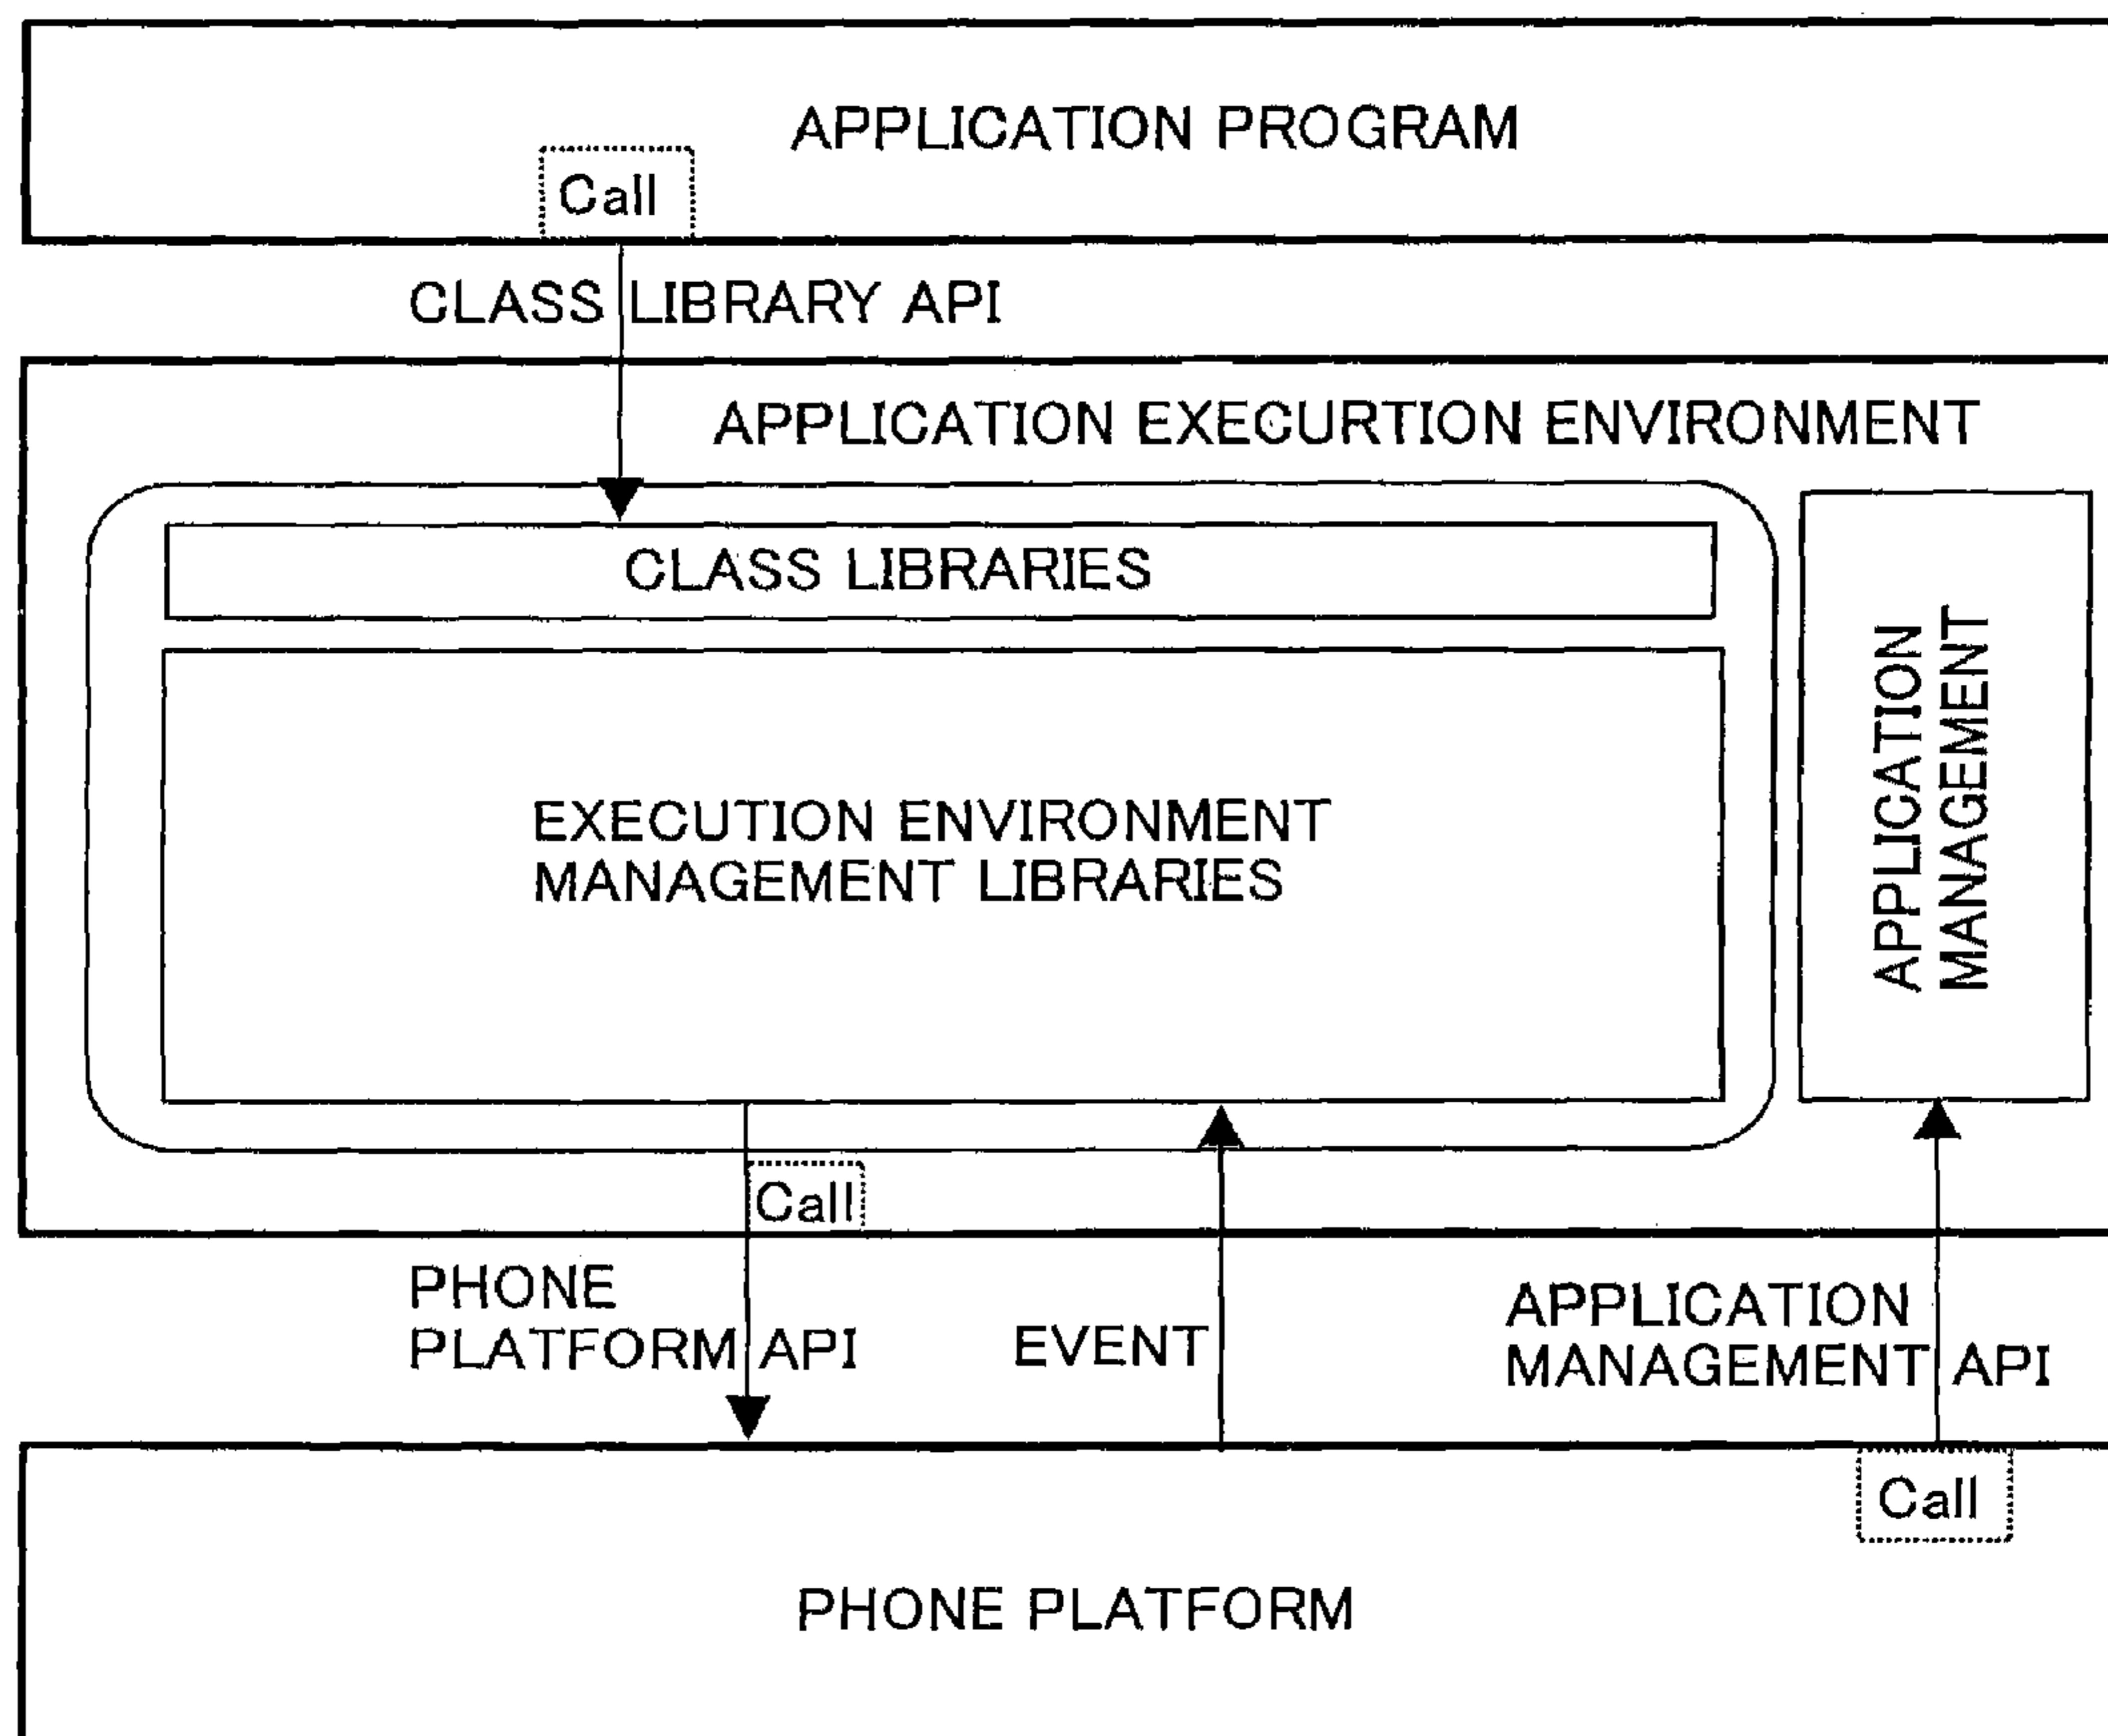 APPLICATION PROGRAM
Call
CLASS LIBRARY API
APPLICATION EXECURTION ENVIRONMENT
CLASS LIBRARIES
EXECUTION ENVIRONMENT
MANAGEMENT LIBRARIES
APPLICATION
MANAGEMENT
Call
PHONE
PLATFORM API
EVENT
APPLICATION
MANAGEMENT API
Call
PHONE PLATFORM